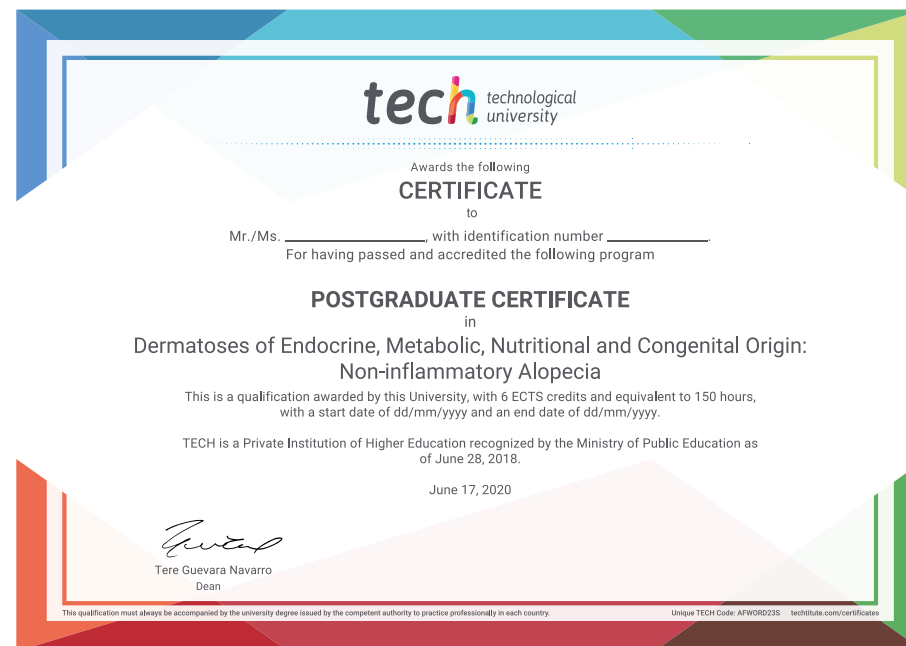 tech technological
university
Awards the following
CERTIFICATE
to
Mr./Ms. ____________________, with identification number ______________.
For having passed and accredited the following program
POSTGRADUATE CERTIFICATE
in
Dermatoses of Endocrine, Metabolic, Nutritional and Congenital Origin:
Non-inflammatory Alopecia
This is a qualification awarded by this University, with 6 ECTS credits and equivalent to 150 hours,
with a start date of dd/mm/yyyy and an end date of dd/mm/yyyy.
TECH is a Private Institution of Higher Education recognized by the Ministry of Public Education as
of June 28, 2018.
June 17, 2020
Tere Guevara Navarro
Dean
This qualification must always be accompanied by the university degree issued by the competent authority to practice professionally in each country.
Unique TECH Code: AFWORD23S techtitute.com/certificates